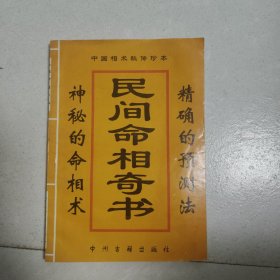 中国相术秘传珍本
精确的预测法
民间命相奇书
神秘的命相术
中州古籍出版社